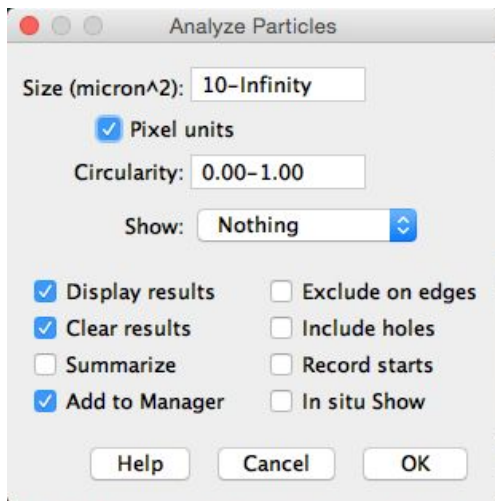 Analyze Particles
Size (micron^2): 10-Infinity
Pixel units
Circularity: 0.00-1.00
Show: Nothing
Display results Exclude on edges
Clear results Include holes
Summarize Record starts
Add to Manager In situ Show
Help Cancel OK